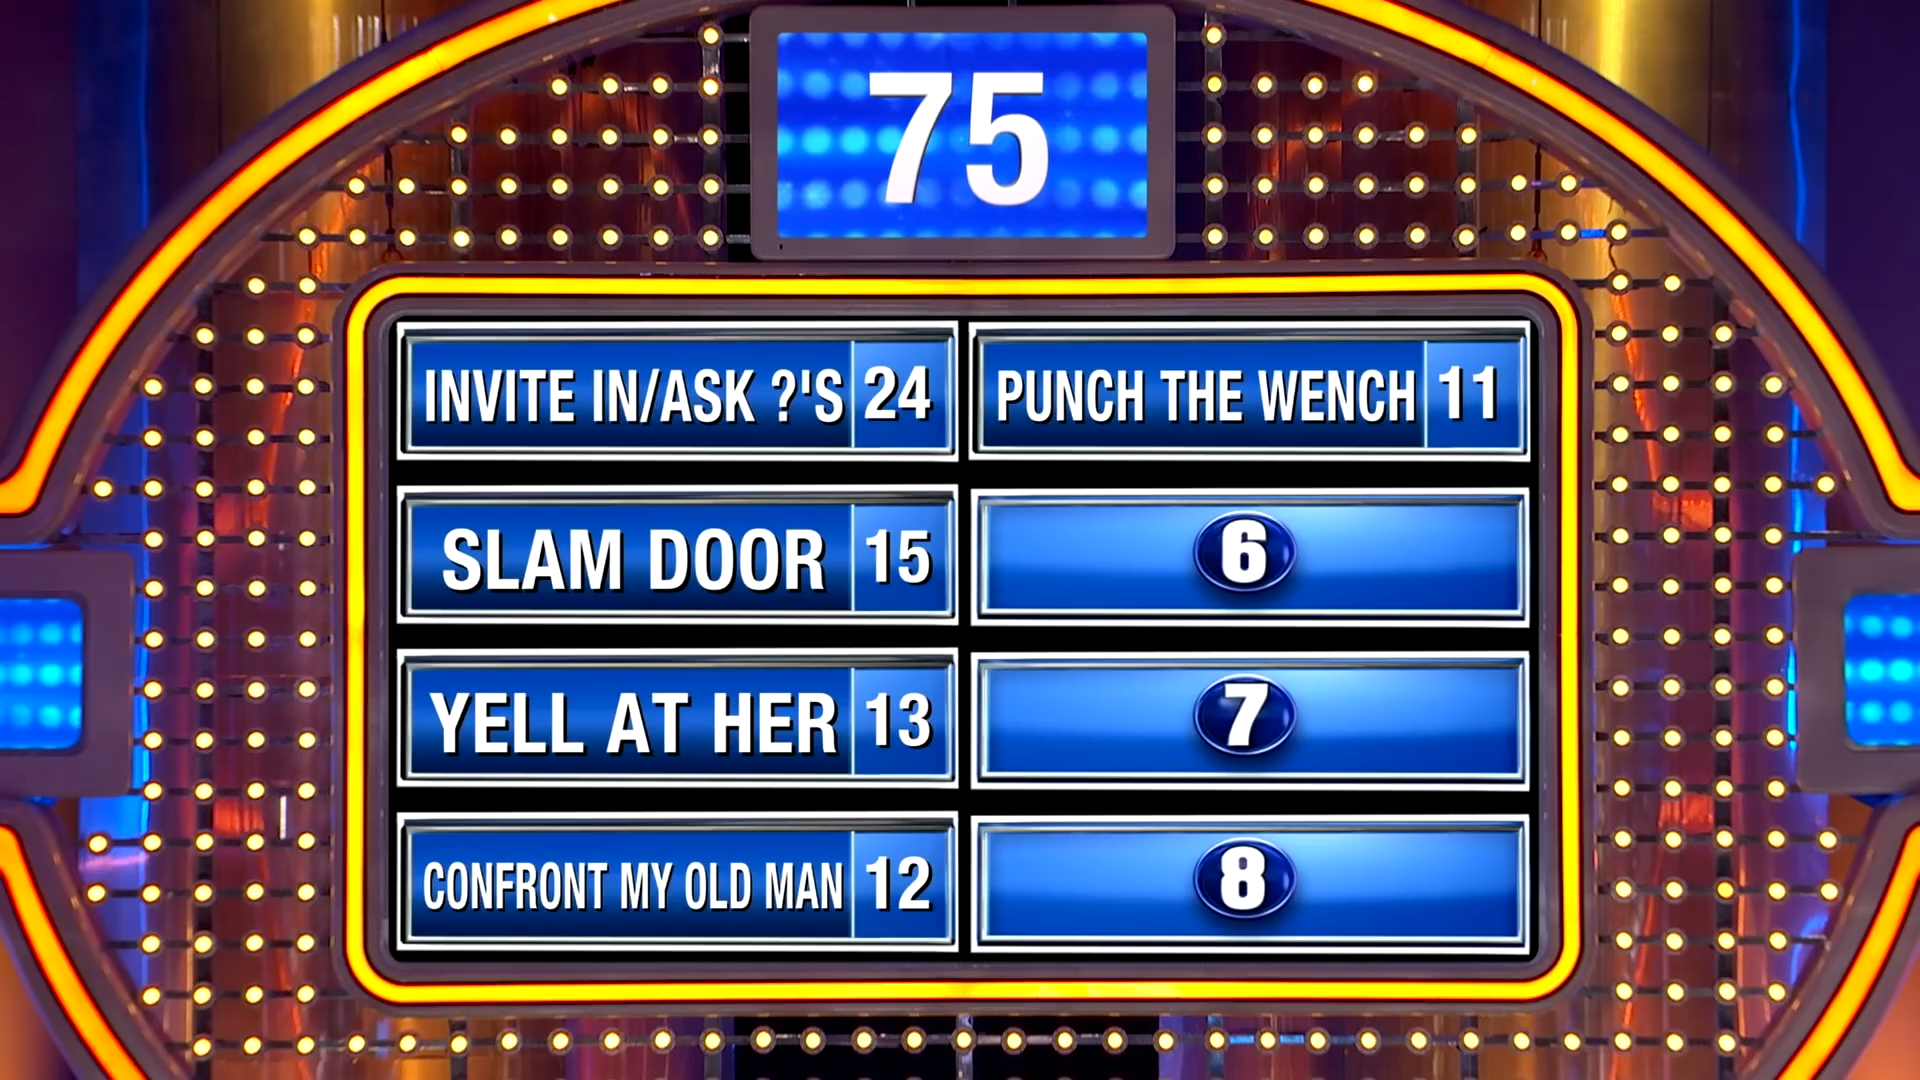 75
INVITE IN/ASK ?'S 24
SLAM DOOR 15
YELL AT HER 13
CONFRONT MY OLD MAN 12
PUNCH THE WENCH 11
6
7
8